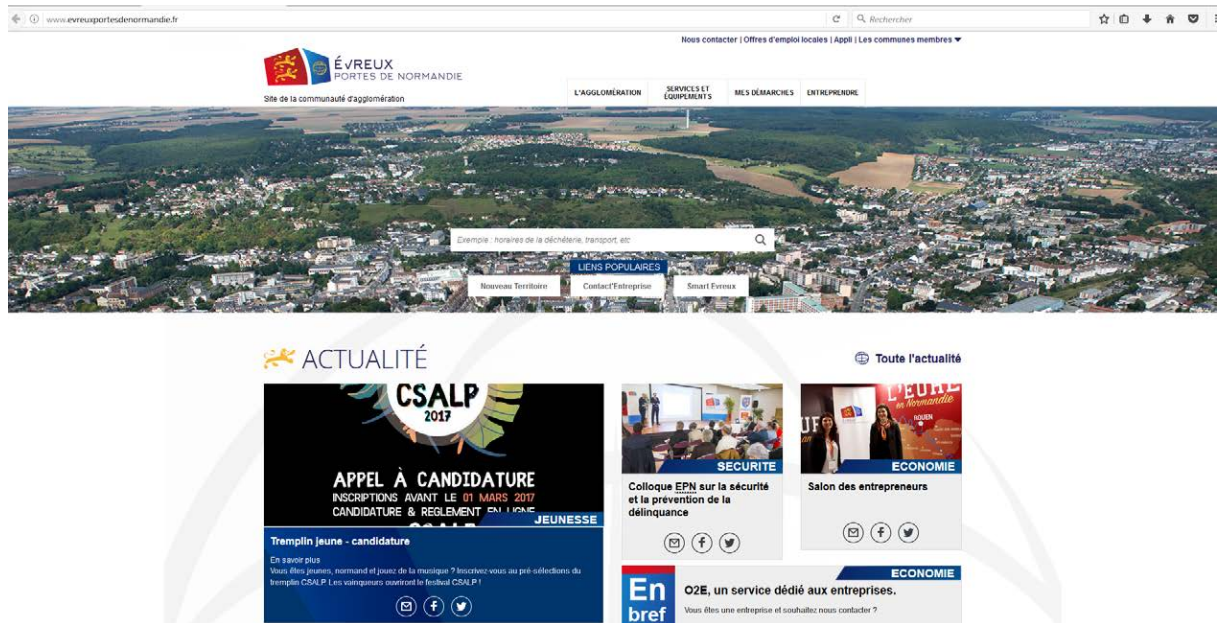 www.evreuxportesdenormandie.fr
Rechercher
Nous contacter | Offres d'emploi locales | Appli | Les communes membres
ÉVREUX
PORTES DE NORMANDIE
Site de la communauté d'agglomération
L'AGGLOMÉRATION
SERVICES ET
ÉQUIPEMENTS
MES DÉMARCHES
ENTREPRENDRE
Exemple : horaires de la déchèterie, transport, etc
LIENS POPULAIRES
Nouveau Territoire
Contact'Entreprise
Smart Evreux
ACTUALITÉ
Toute l'actualité
CSALP
2017
APPEL À CANDIDATURE
INSCRIPTIONS AVANT LE 01 MARS 2017
CANDIDATURE & REGLEMENT EN LIGNE
JEUNESSE
Tremplin jeune - candidature
En savoir plus
Vous êtes jeunes, normand et jouez de la musique ? Inscrivez-vous au pré-sélections du
tremplin CSALP. Les vainqueurs ouvriront le festival CSALP !
SECURITE
Colloque EPN sur la sécurité
et la prévention de la
délinquance
L'EURE
en Normandie
ROUEN
ECONOMIE
Salon des entrepreneurs
En
bref
ECONOMIE
O2E, un service dédié aux entreprises.
Vous êtes une entreprise et souhaitez nous contacter ?